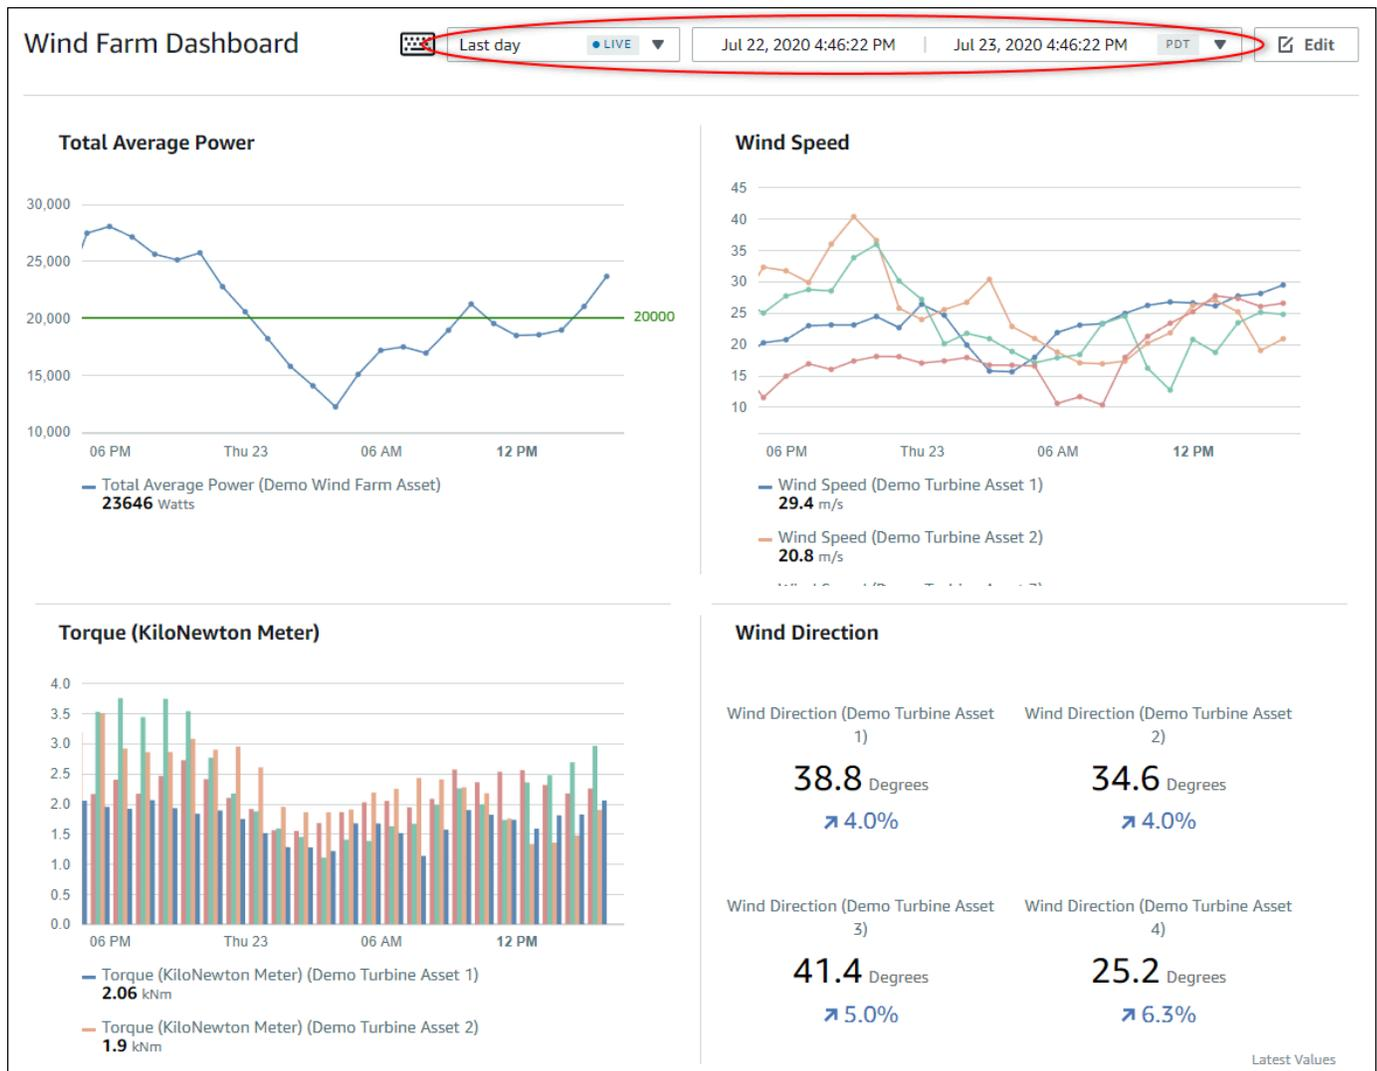 Wind Farm Dashboard
Last day
LIVE
Jul 22, 2020 4:46:22 PM
Jul 23, 2020 4:46:22 PM
PDT
Edit
Total Average Power
30,000
25,000
20,000
15,000
10,000
20000
06 PM
Thu 23
06 AM
12 PM
Total Average Power (Demo Wind Farm Asset)
23646 Watts
Wind Speed
45
40
35
30
25
20
15
10
06 PM
Thu 23
06 AM
12 PM
Wind Speed (Demo Turbine Asset 1)
29.4 m/s
Wind Speed (Demo Turbine Asset 2)
20.8 m/s
Torque (KiloNewton Meter)
4.0
3.5
3.0
2.5
2.0
1.5
1.0
0.5
0.0
06 PM
Thu 23
06 AM
12 PM
Torque (KiloNewton Meter) (Demo Turbine Asset 1)
2.06 kNm
Torque (KiloNewton Meter) (Demo Turbine Asset 2)
1.9 kNm
Wind Direction
Wind Direction (Demo Turbine Asset
1)
38.8 Degrees
4.0%
Wind Direction (Demo Turbine Asset
2)
34.6 Degrees
4.0%
Wind Direction (Demo Turbine Asset
3)
41.4 Degrees
5.0%
Wind Direction (Demo Turbine Asset
4)
25.2 Degrees
6.3%
Latest Values